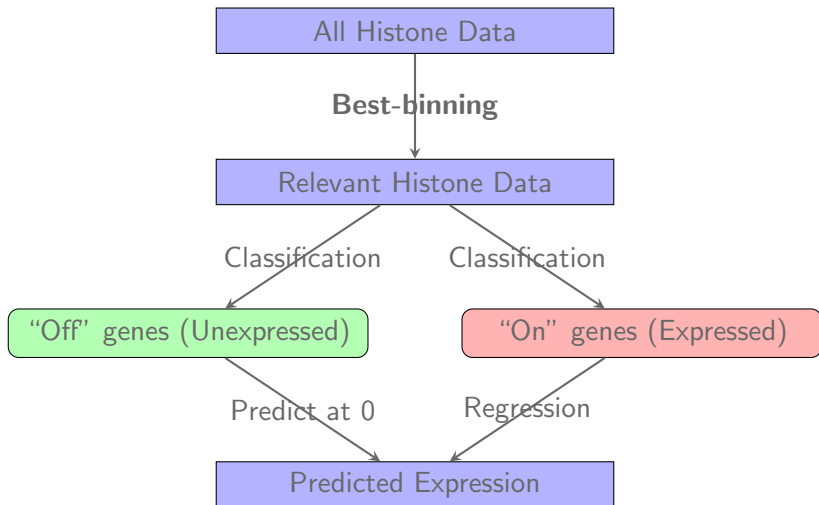 All Histone Data
Best-binning
Relevant Histone Data
Classification
Classification
“Off” genes (Unexpressed)
“On” genes (Expressed)
Predict at 0
Regression
Predicted Expression